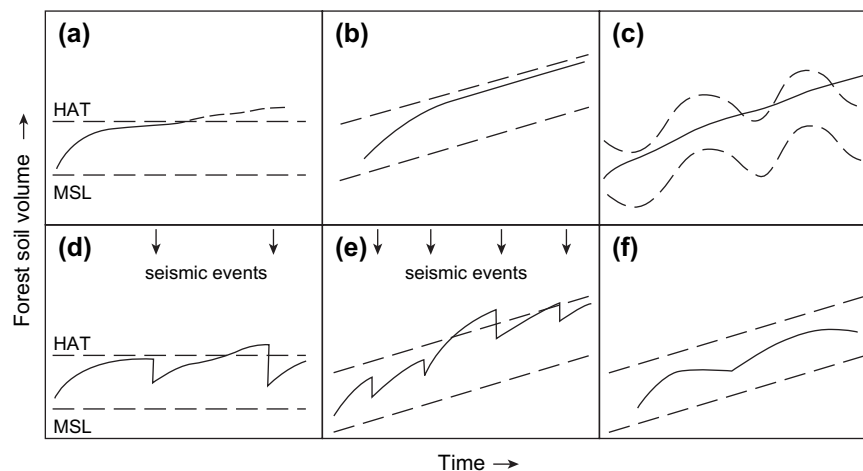 (a)
(b)
(c)
HAT
MSL
Forest soil volume →
(d)
(e)
(f)
seismic events
seismic events
HAT
MSL
Time →